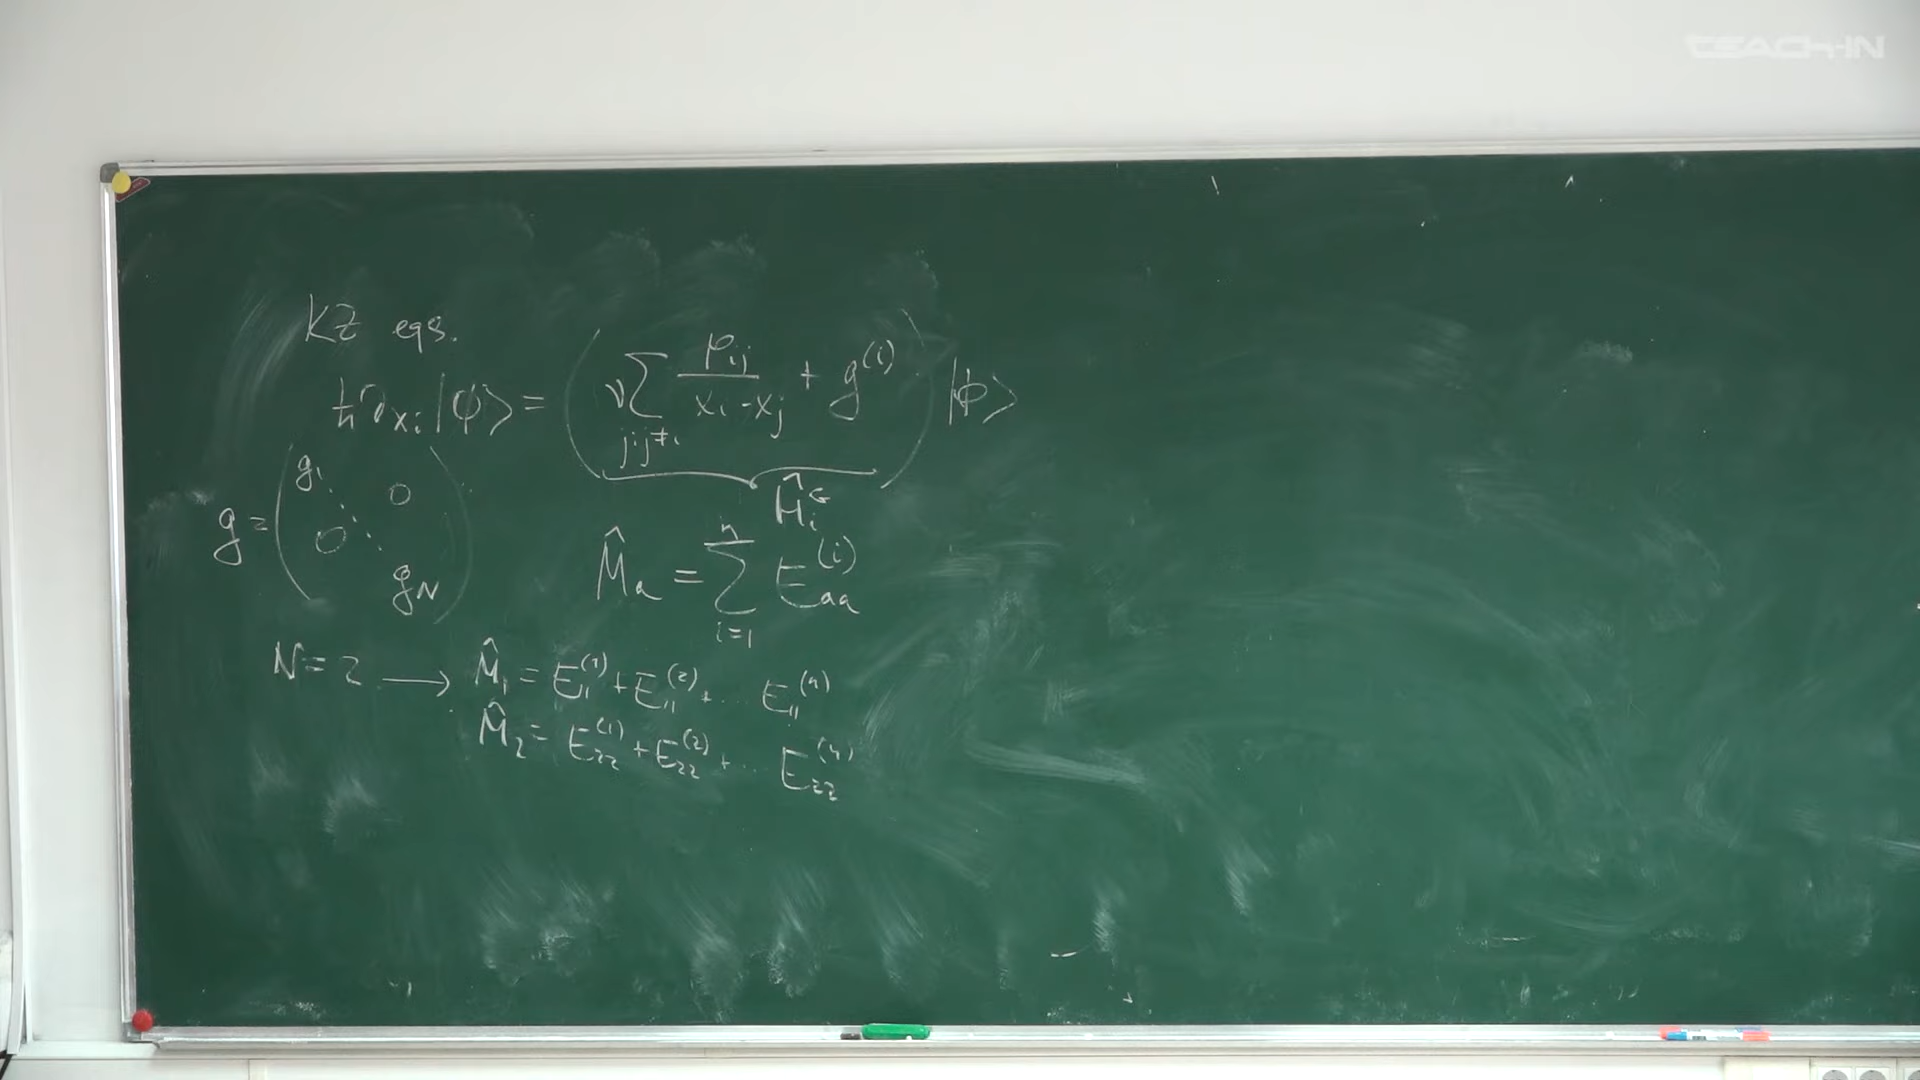 TEACH-IN
KZ eqs.
ħ∂_{x_i}|ϕ⟩ = ( ν ∑_{j:j≠i} P_{ij}/(x_i - x_j) + g^{(i)} ) |ϕ⟩
Ĥ_i^G
g = ( g_1 ⋱ 0 0 ⋱ g_N )
M̂_a = ∑_{i=1}^{n} E_{aa}^{(i)}
N = 2 ⟶ M̂_1 = E_{11}^{(1)} + E_{11}^{(2)} + ... E_{11}^{(n)}
M̂_2 = E_{22}^{(1)} + E_{22}^{(2)} + ... E_{22}^{(n)}